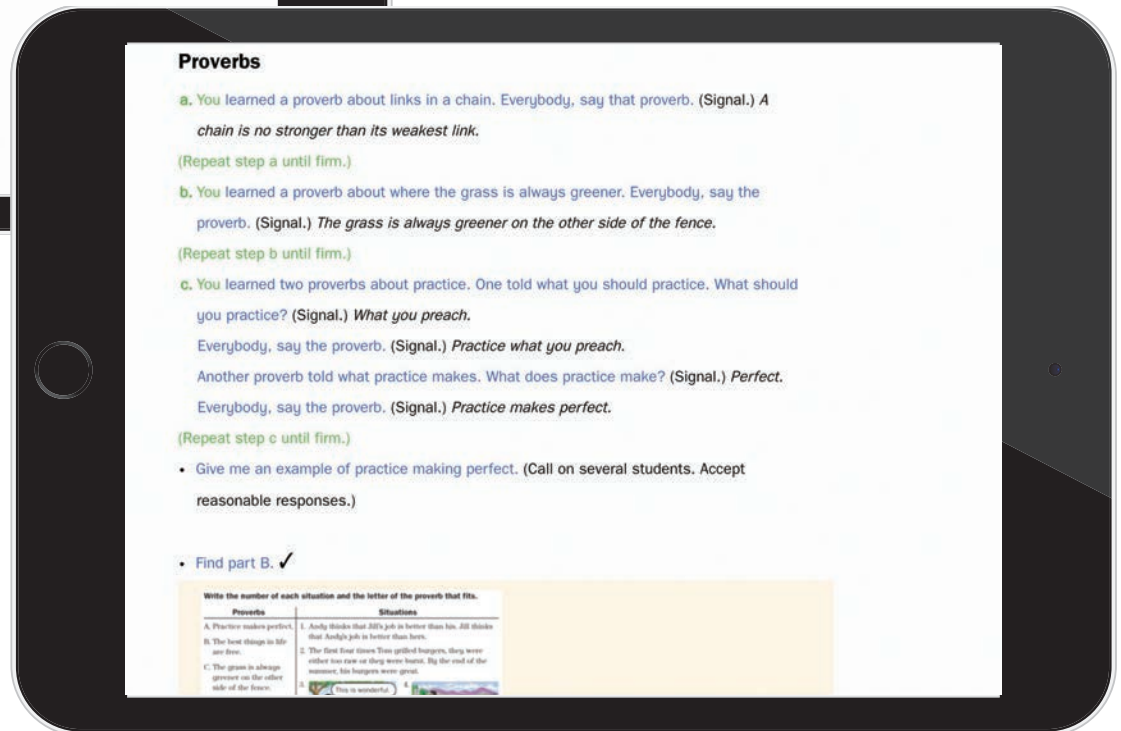 Proverbs
a. You learned a proverb about links in a chain. Everybody, say that proverb. (Signal.) A
chain is no stronger than its weakest link.
(Repeat step a until firm.)
b. You learned a proverb about where the grass is always greener. Everybody, say the
proverb. (Signal.) The grass is always greener on the other side of the fence.
(Repeat step b until firm.)
c. You learned two proverbs about practice. One told what you should practice. What should
you practice? (Signal.) What you preach.
Everybody, say the proverb. (Signal.) Practice what you preach.
Another proverb told what practice makes. What does practice make? (Signal.) Perfect.
Everybody, say the proverb. (Signal.) Practice makes perfect.
(Repeat step c until firm.)
• Give me an example of practice making perfect. (Call on several students. Accept
reasonable responses.)
• Find part B. ✓
Write the number of each situation and the letter of the proverb that fits.
Proverbs
A. Practice makes perfect.
B. The best things in life
are free.
C. The grass is always
greener on the other
side of the fence.
Situations
1. Andy thinks that Jill's job is better than his. Jill thinks
that Andy's job is better than hers.
2. The first four times Tom grilled burgers, they were
either too raw or they were burnt. By the end of the
summer, his burgers were great.
3. This is wonderful.
4.